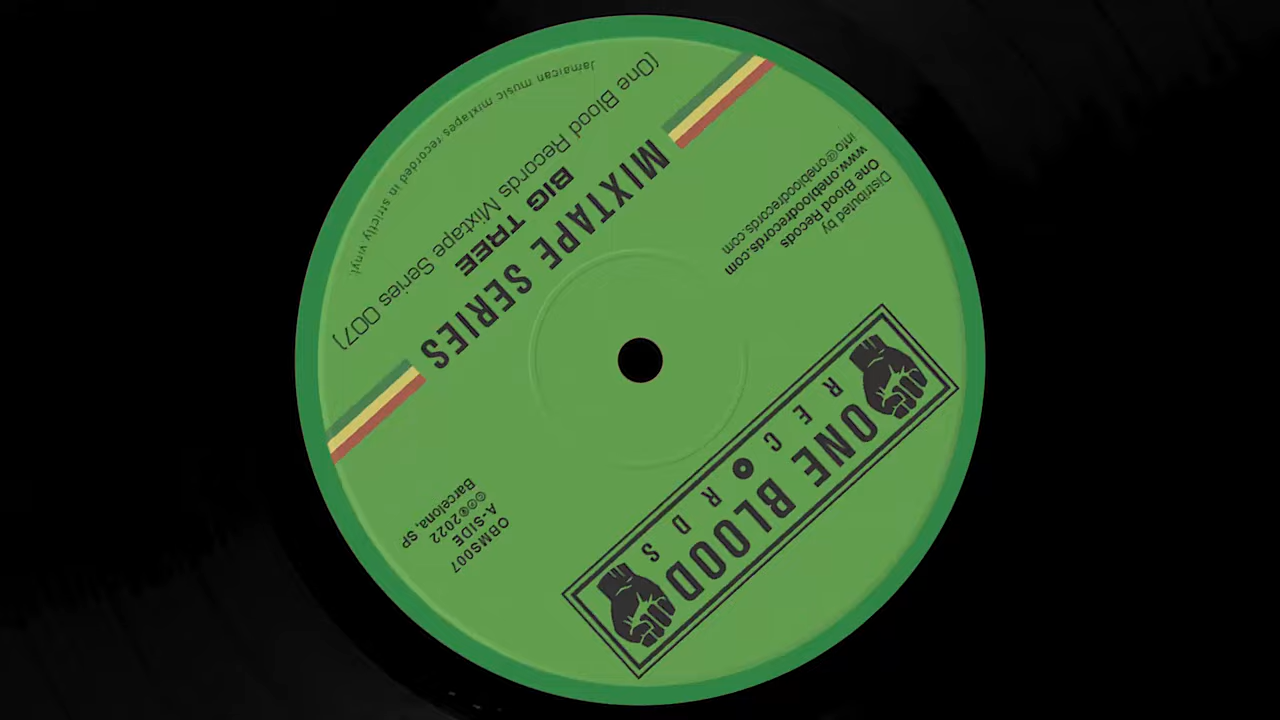 ONE BLOOD
RECORDS
Distributed by
One Blood Recods
www.onebloodrecords.com
info@onebloodrecords.com
OBMS007
A-SIDE
2022
Barcelona, SP
MIXTAPE SERIES
BIG TREE
(One Blood Records Mixtape Series 007)
Jamaican music mixtapes recorded in strictly vinyl